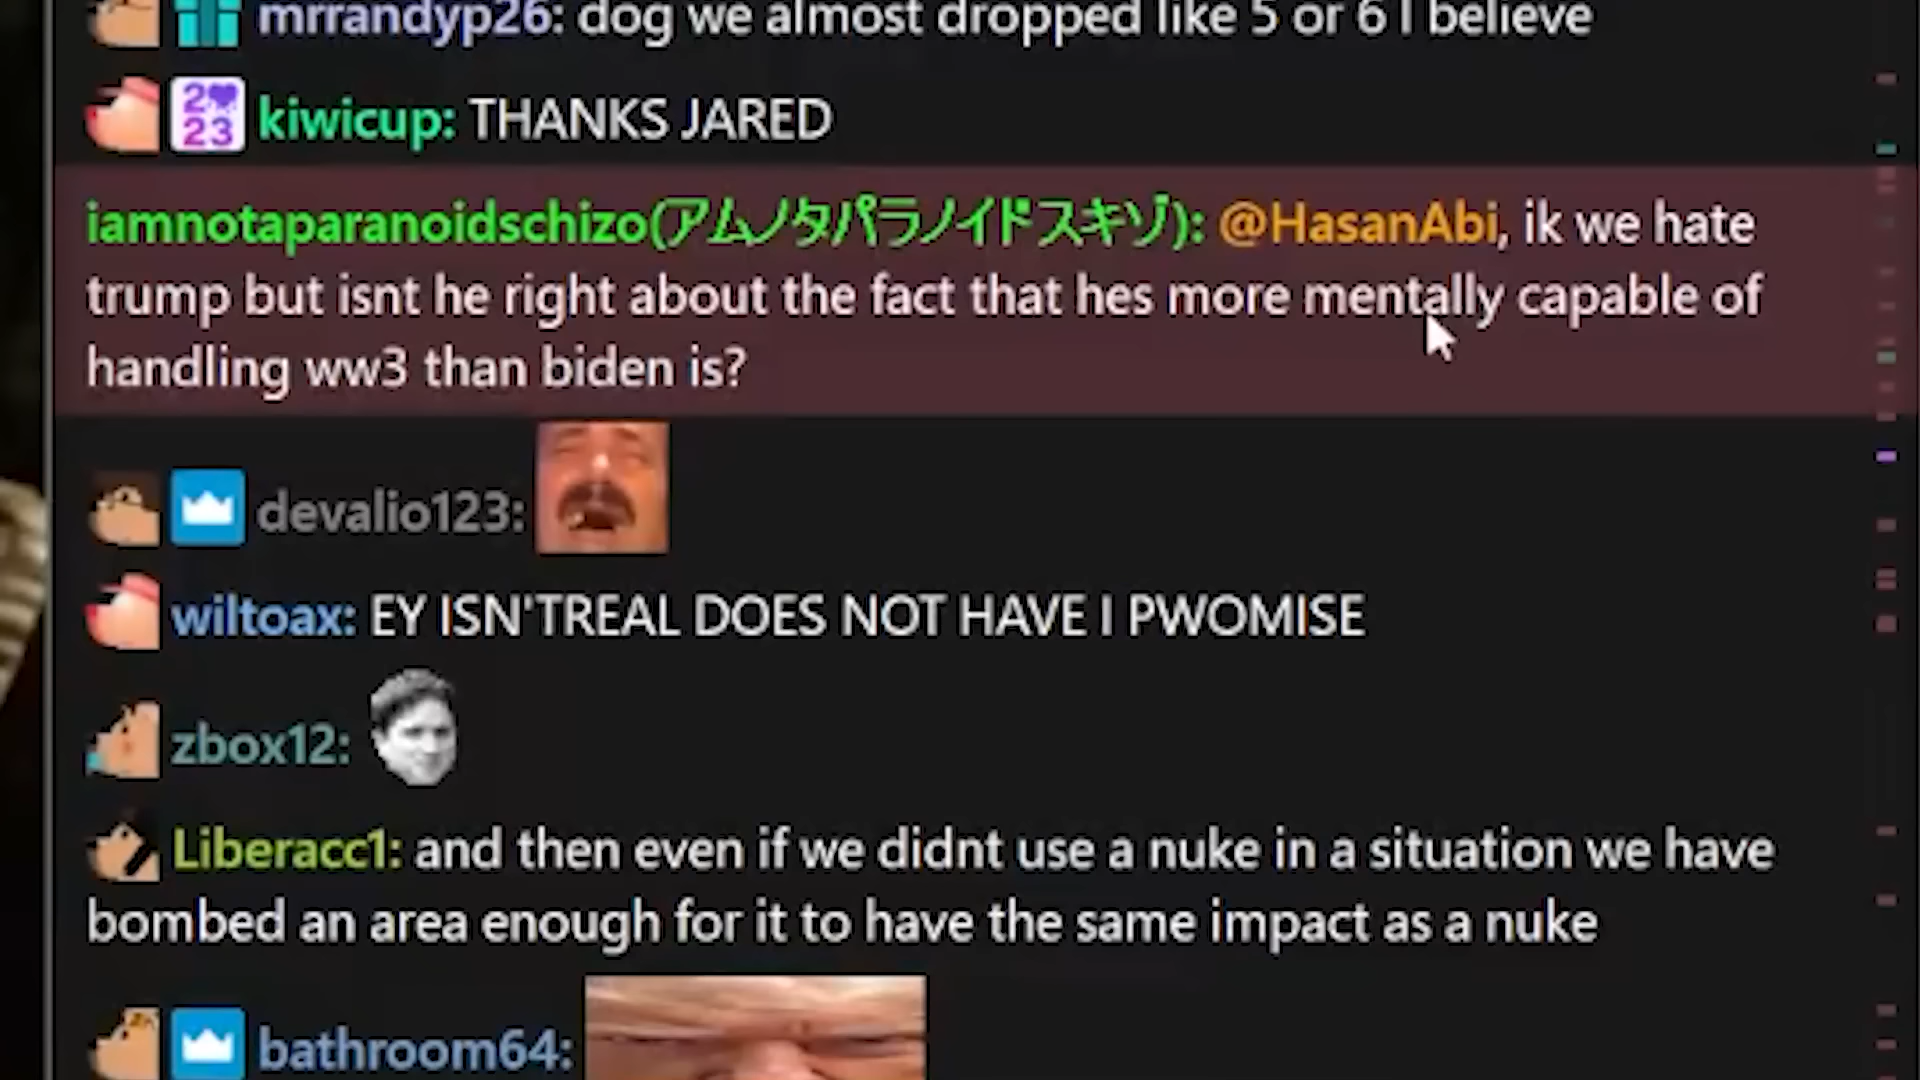 mrrandyp26: dog we almost dropped like 5 or 6 I believe
2023 kiwicup: THANKS JARED
iamnotaparanoidschizo(アムノタパラノイドスキゾ): @HasanAbi, ik we hate
trump but isnt he right about the fact that hes more mentally capable of
handling ww3 than biden is?
devalio123:
wiltoax: EY ISN'TREAL DOES NOT HAVE I PWOMISE
zbox12:
Liberacc1: and then even if we didnt use a nuke in a situation we have
bombed an area enough for it to have the same impact as a nuke
bathroom64: